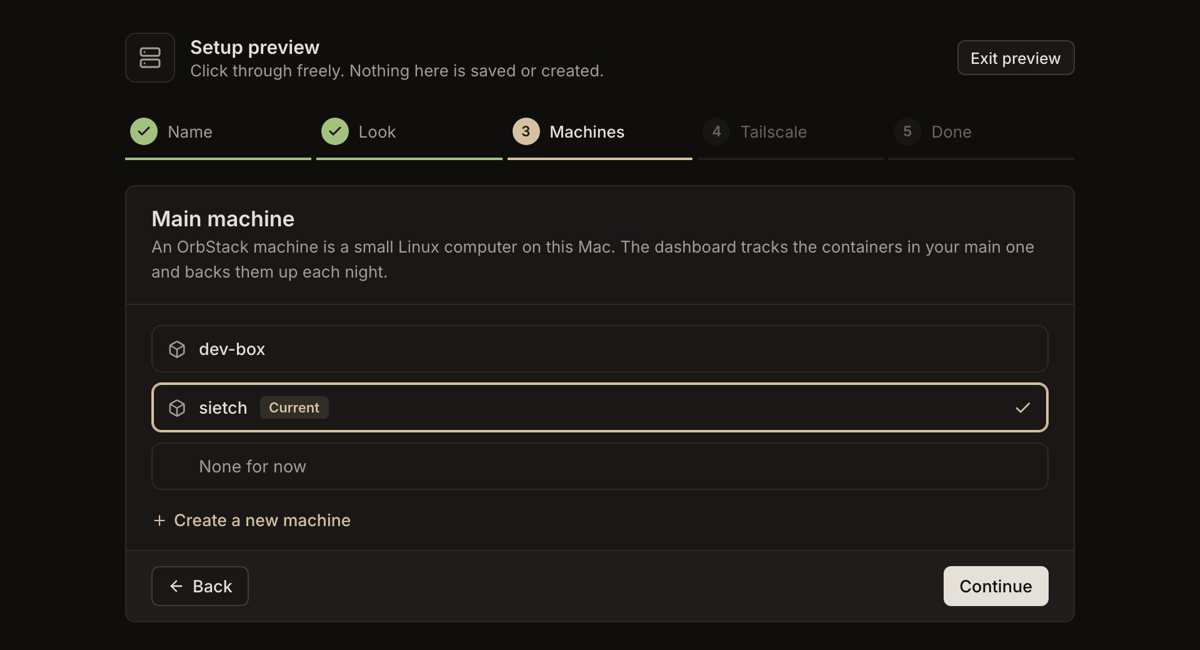 Setup preview
Click through freely. Nothing here is saved or created.
Exit preview
Name
Look
3 Machines
4 Tailscale
5 Done
Main machine
An OrbStack machine is a small Linux computer on this Mac. The dashboard tracks the containers in your main one
and backs them up each night.
dev-box
sietch Current
None for now
+ Create a new machine
Back
Continue